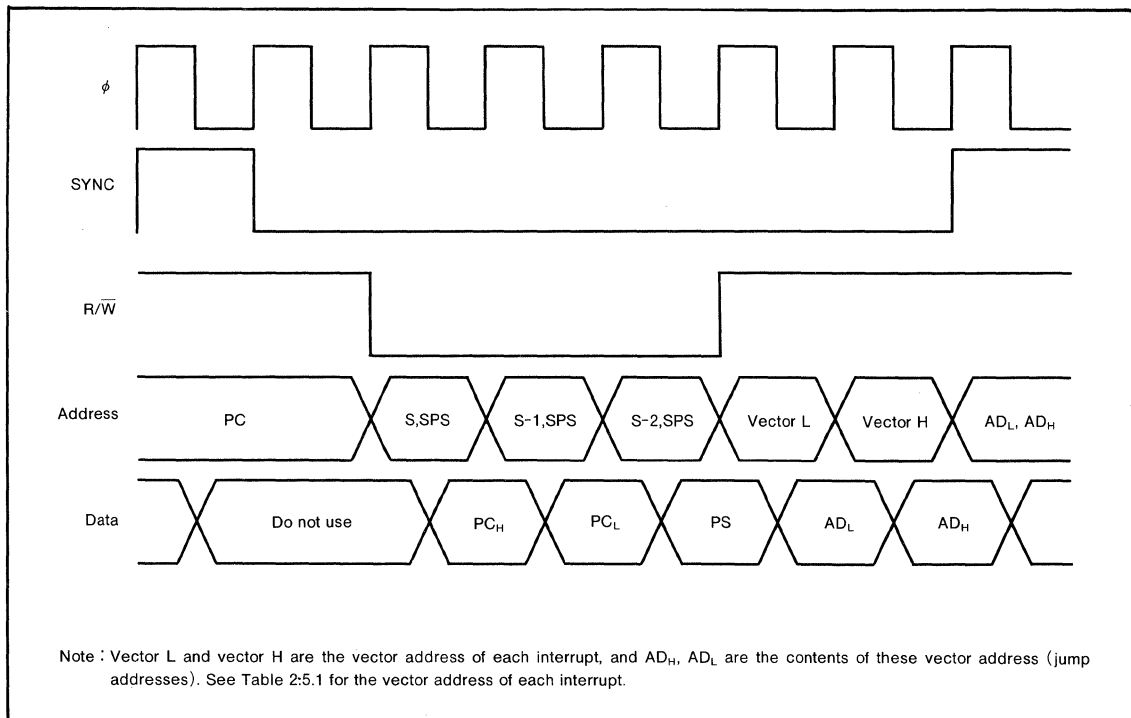 φ
SYNC
R/W̅
Address
PC
S,SPS
S-1,SPS
S-2,SPS
Vector L
Vector H
AD_L, AD_H
Data
Do not use
PC_H
PC_L
PS
AD_L
AD_H
Note : Vector L and vector H are the vector address of each interrupt, and AD_H, AD_L are the contents of these vector address (jump
addresses). See Table 2:5.1 for the vector address of each interrupt.